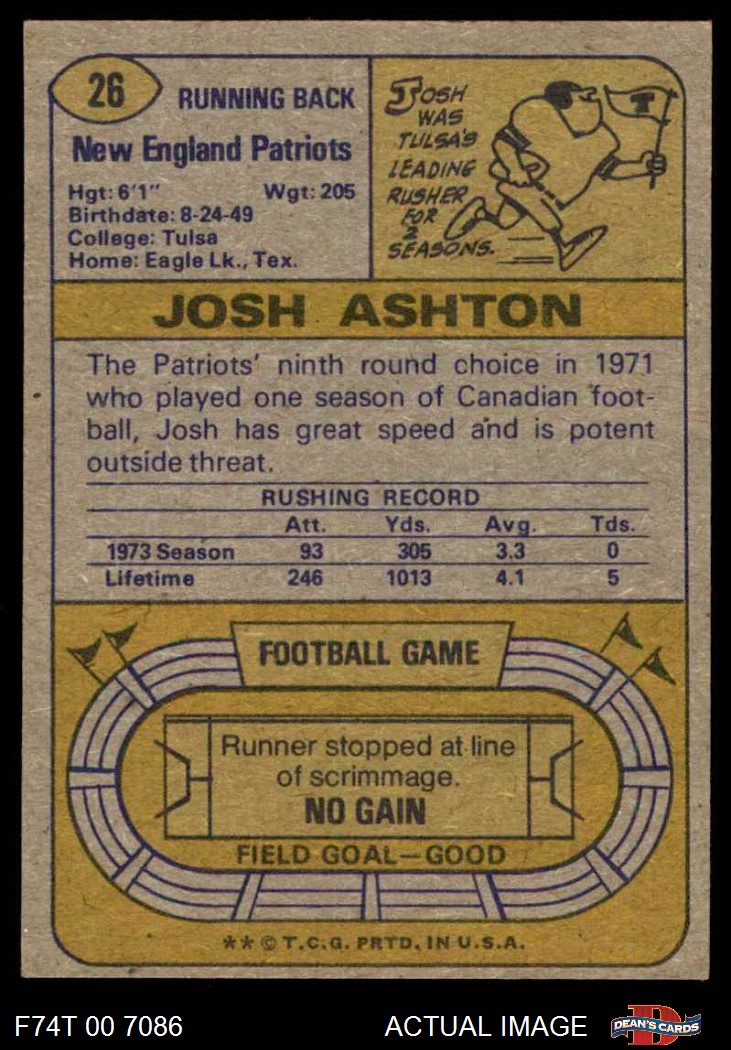 26
RUNNING BACK
New England Patriots
Hgt: 6'1" Wgt: 205
Birthdate: 8-24-49
College: Tulsa
Home: Eagle Lk., Tex.
JOSH
WAS
TULSA'S
LEADING
RUSHER
FOR
2
SEASONS.
T
JOSH ASHTON
The Patriots' ninth round choice in 1971
who played one season of Canadian foot-
ball, Josh has great speed and is potent
outside threat.
RUSHING RECORD
Att. Yds. Avg. Tds.
1973 Season 93 305 3.3 0
Lifetime 246 1013 4.1 5
FOOTBALL GAME
Runner stopped at line
of scrimmage.
NO GAIN
FIELD GOAL—GOOD
** © T.C.G. PRTD. IN U.S.A.
F74T 00 7086 ACTUAL IMAGE
D
DEAN'S CARDS